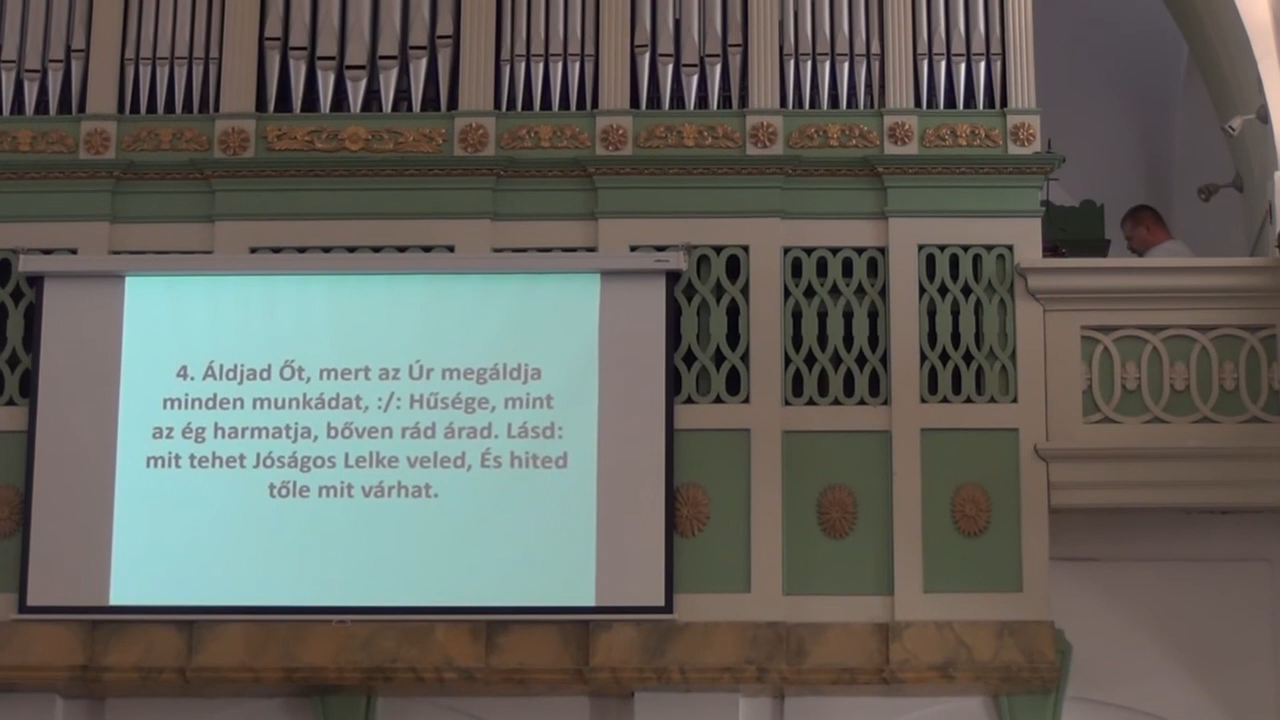 4. Áldjad Őt, mert az Úr megáldja
minden munkádat, :/: Hűsége, mint
az ég harmatja, bőven rád árad. Lásd:
mit tehet Jóságos Lelke veled, És hited
tőle mit várhat.